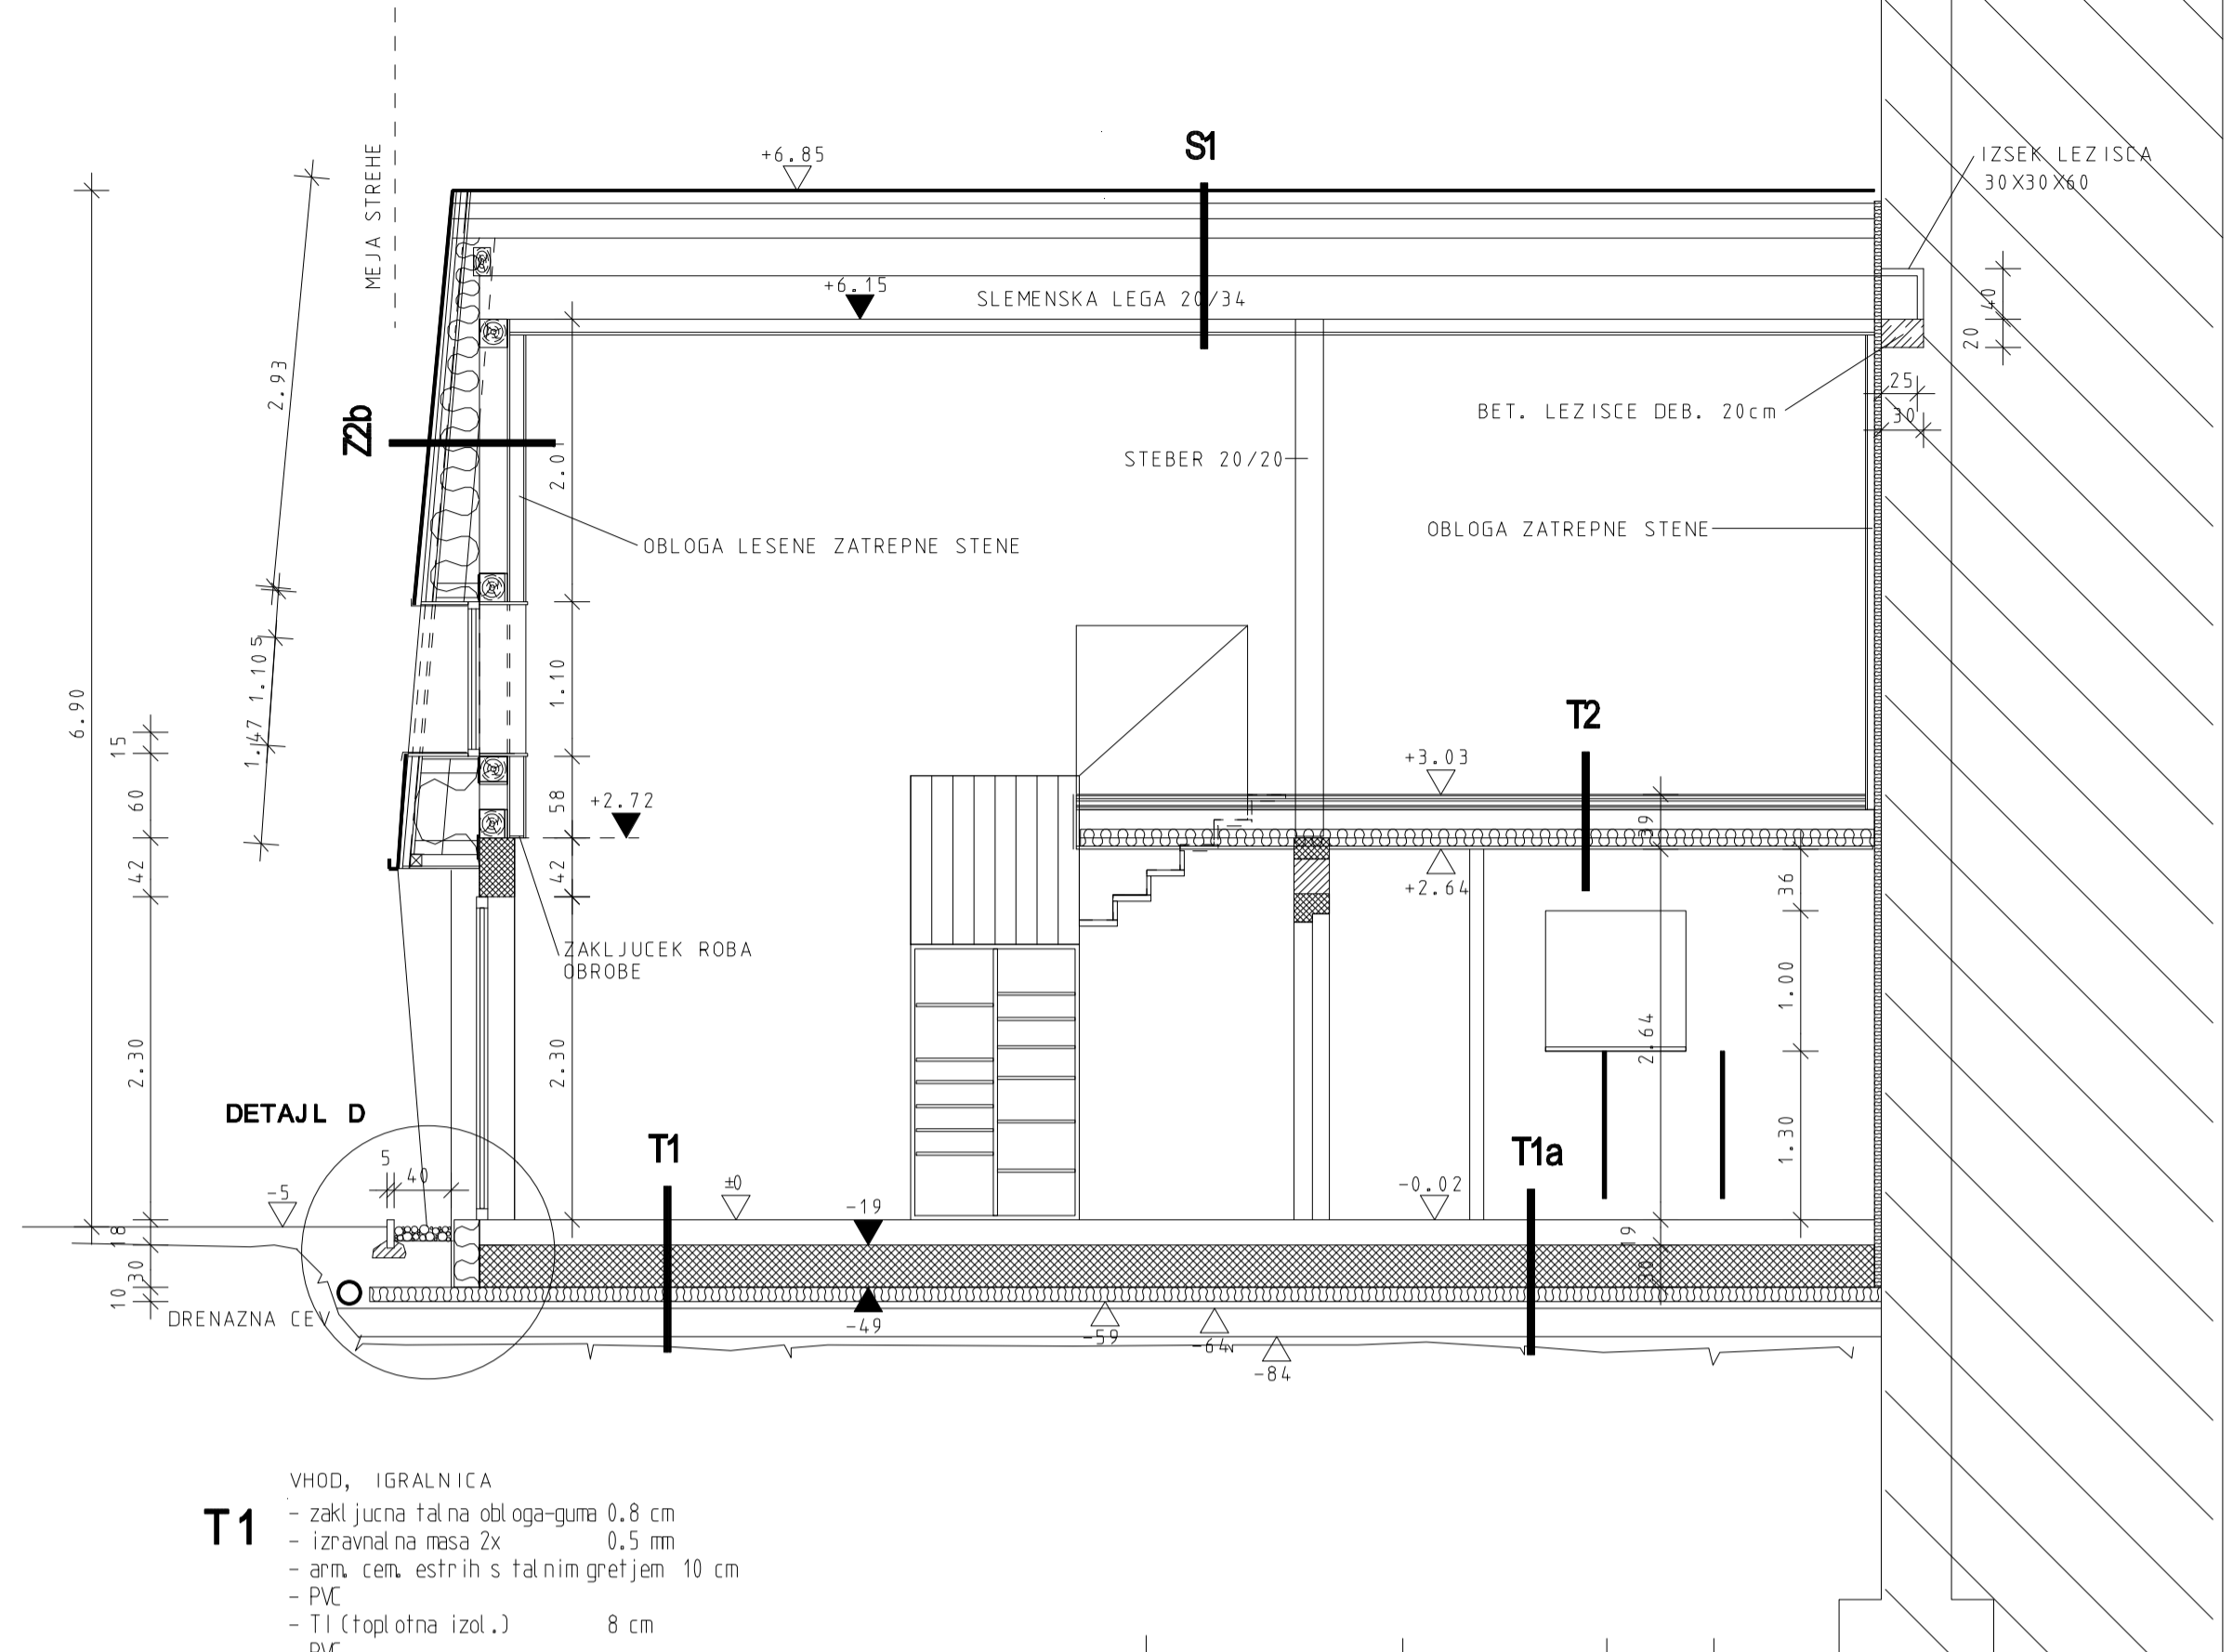 MEJA STREHE
+6.85
S1
IZSEK LEZISCA
30X30X60
+6.15
SLEMENSKA LEGA 20/34
40
20
2.93
25
30
BET. LEZISCE DEB. 20cm
Z2b
2.0
STEBER 20/20
OBLOGA ZATREPNE STENE
OBLOGA LESENE ZATREPNE STENE
1.105
1.47
1.10
6.90
T2
15
+3.03
60
58
+2.72
39
42
42
+2.64
36
ZAKLJUCEK ROBA
OBROBE
1.00
2.30
2.30
2.64
DETAJL D
T1
T1a
1.30
5
40
-5
±0
-19
-0.02
18
19
30
30
10
DRENAZNA CEV
-49
-59
-64
-84
VHOD, IGRALNICA
T1
- zakljucna talna obloga-guma 0.8 cm
- izravnalna masa 2x 0.5 mm
- arm. cem. estrih s talnim gretjem 10 cm
- PVC
- TI (toplotna izol.) 8 cm
PVC